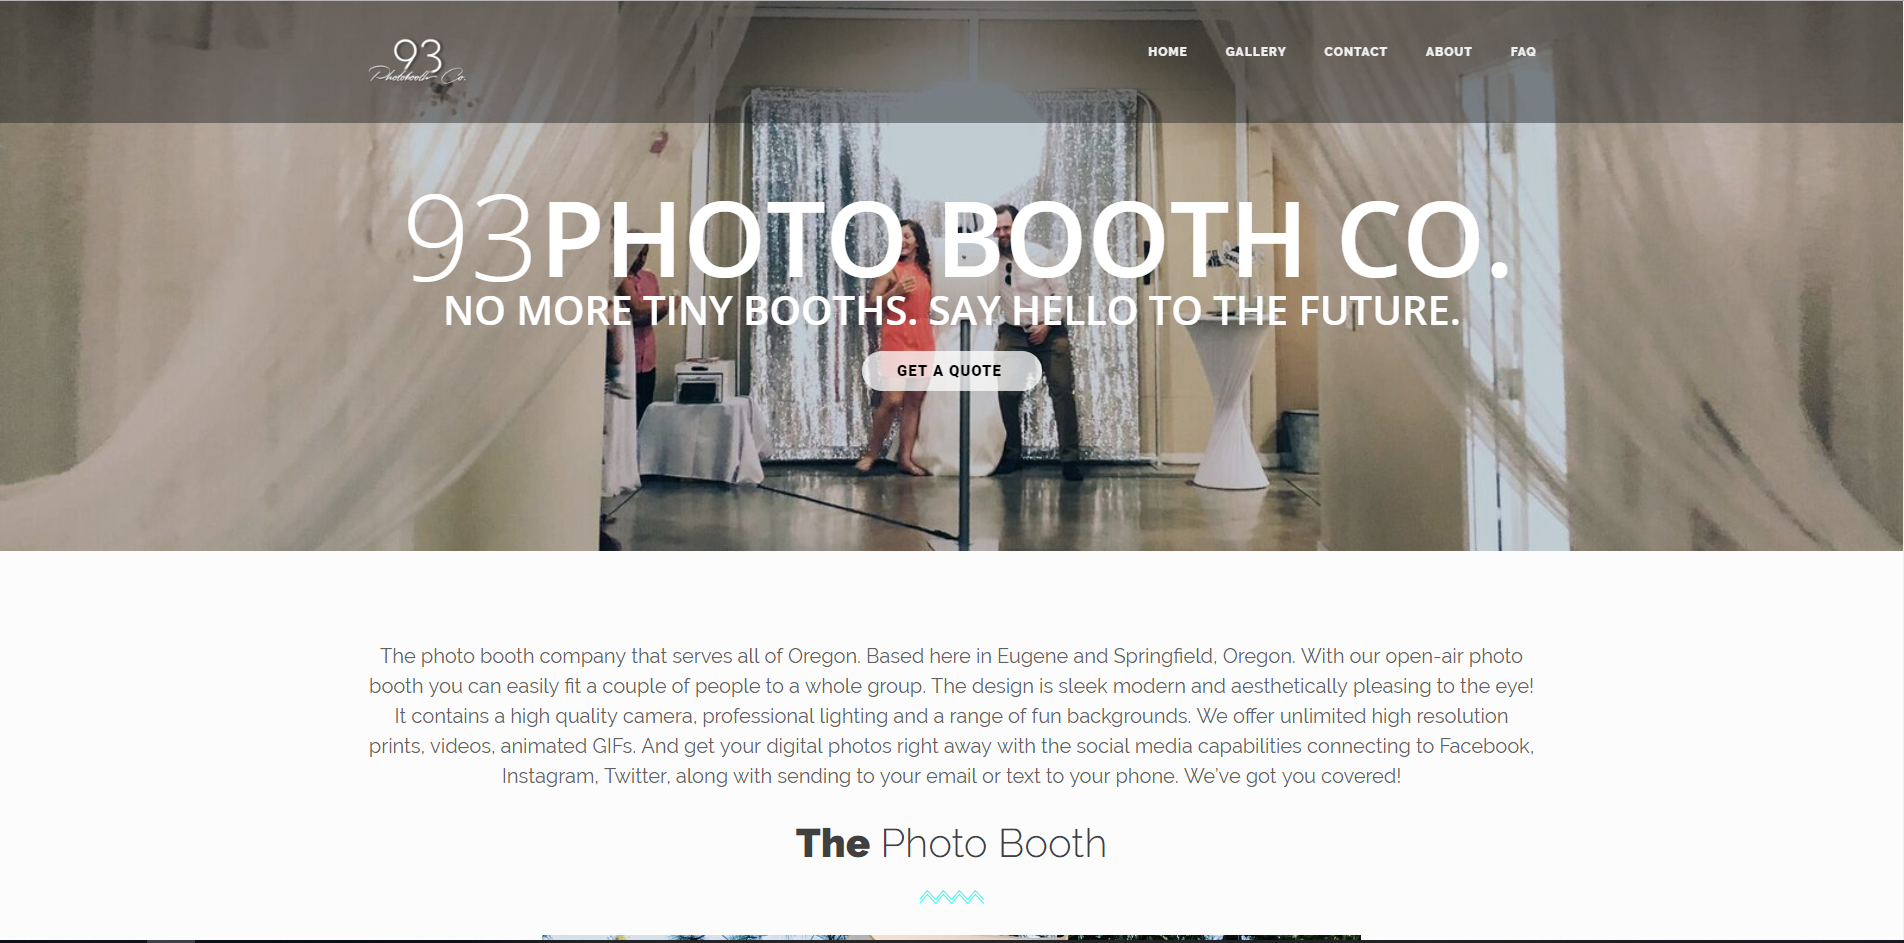 93
Photobooth Co.
HOME GALLERY CONTACT ABOUT FAQ
93PHOTO BOOTH CO.
NO MORE TINY BOOTHS. SAY HELLO TO THE FUTURE.
GET A QUOTE
The photo booth company that serves all of Oregon. Based here in Eugene and Springfield, Oregon. With our open-air photo
booth you can easily fit a couple of people to a whole group. The design is sleek modern and aesthetically pleasing to the eye!
It contains a high quality camera, professional lighting and a range of fun backgrounds. We offer unlimited high resolution
prints, videos, animated GIFs. And get your digital photos right away with the social media capabilities connecting to Facebook,
Instagram, Twitter, along with sending to your email or text to your phone. We've got you covered!
The Photo Booth